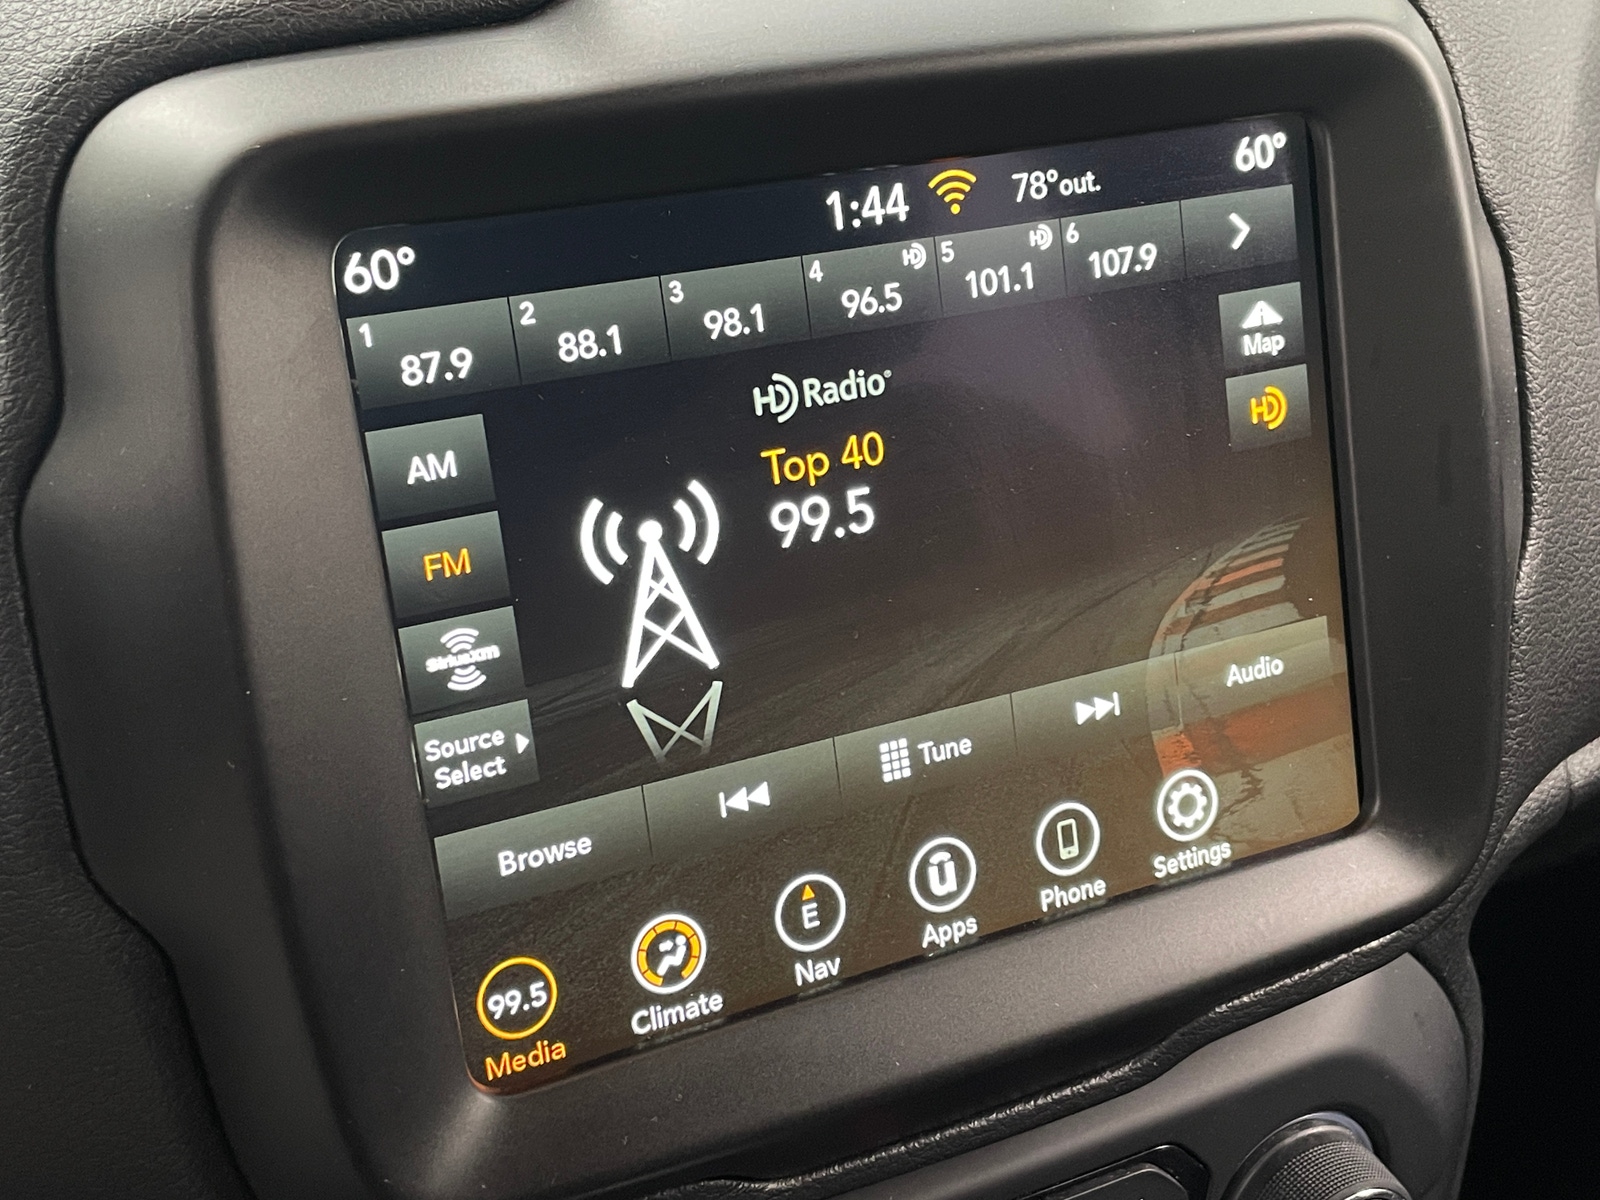 1:44 78°out. 60°
60°
1 87.9 2 88.1 3 98.1 4 96.5 HD 5 101.1 HD 6 107.9
Map
HD Radio®
HD
Top 40
AM
99.5
FM
SiriusXM
Source
Select
Audio
Tune
Browse
Settings
Phone
Apps
E
Nav
Climate
99.5
Media